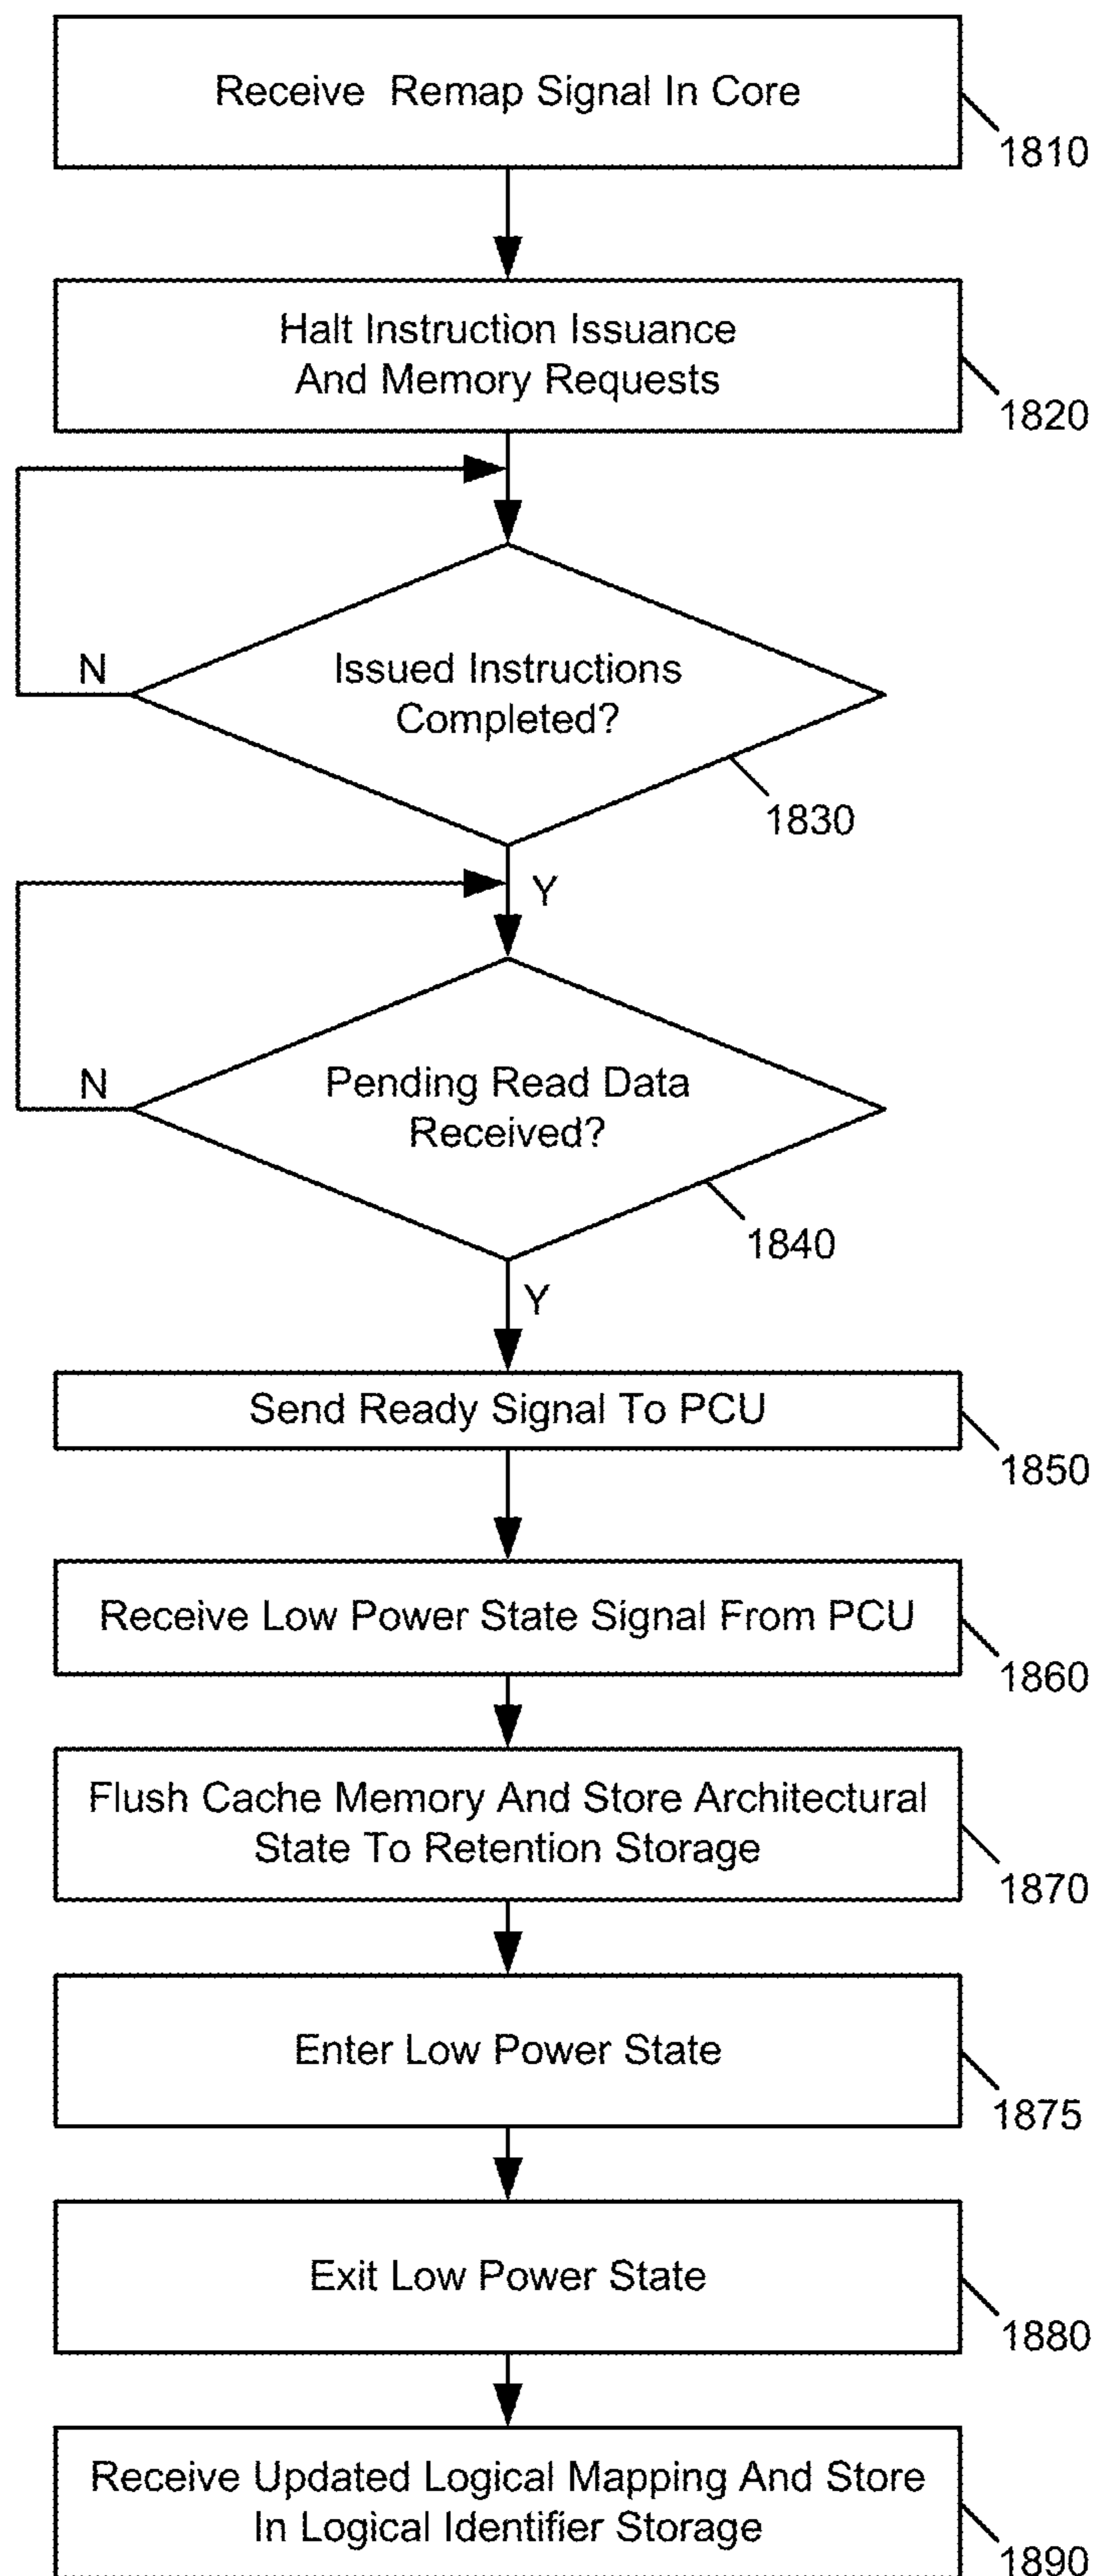 Receive Remap Signal In Core
1810
Halt Instruction Issuance
And Memory Requests
1820
N
Issued Instructions
Completed?
1830
Y
N
Pending Read Data
Received?
1840
Y
Send Ready Signal To PCU
1850
Receive Low Power State Signal From PCU
1860
Flush Cache Memory And Store Architectural
State To Retention Storage
1870
Enter Low Power State
1875
Exit Low Power State
1880
Receive Updated Logical Mapping And Store
In Logical Identifier Storage
1890